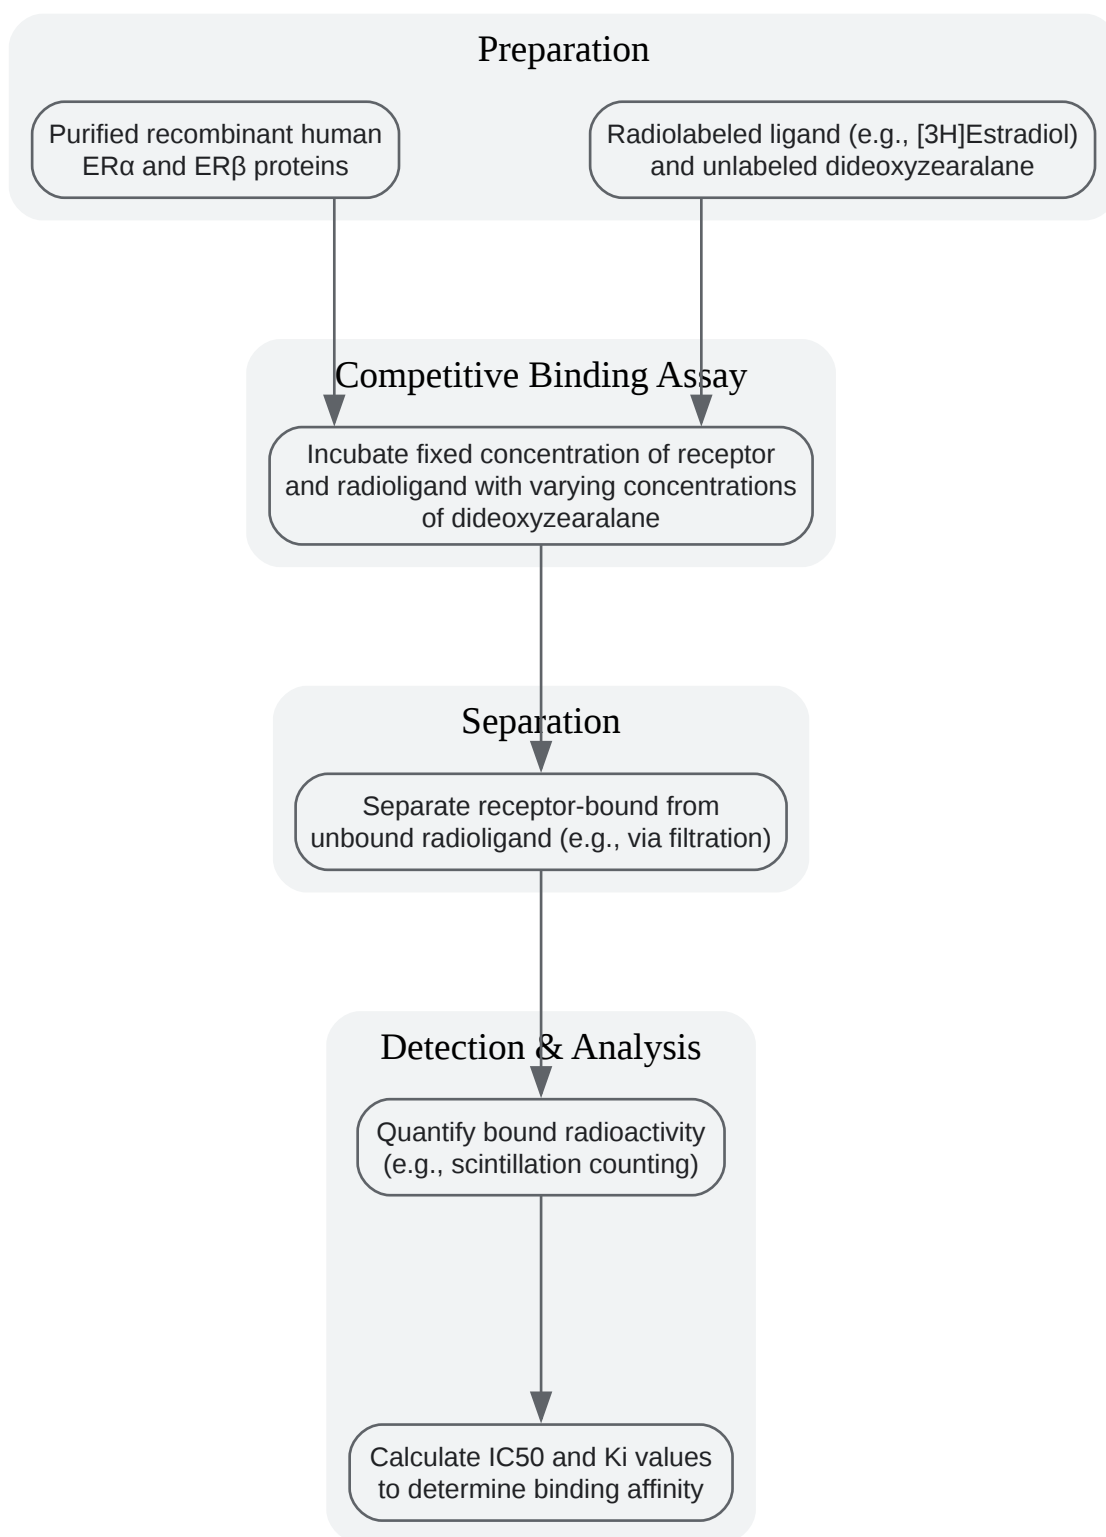 Preparation
Purified recombinant human
ERα and ERβ proteins
Radiolabeled ligand (e.g., [3H]Estradiol)
and unlabeled dideoxyzearalane
Competitive Binding Assay
Incubate fixed concentration of receptor
and radioligand with varying concentrations
of dideoxyzearalane
Separation
Separate receptor-bound from
unbound radioligand (e.g., via filtration)
Detection & Analysis
Quantify bound radioactivity
(e.g., scintillation counting)
Calculate IC50 and Ki values
to determine binding affinity